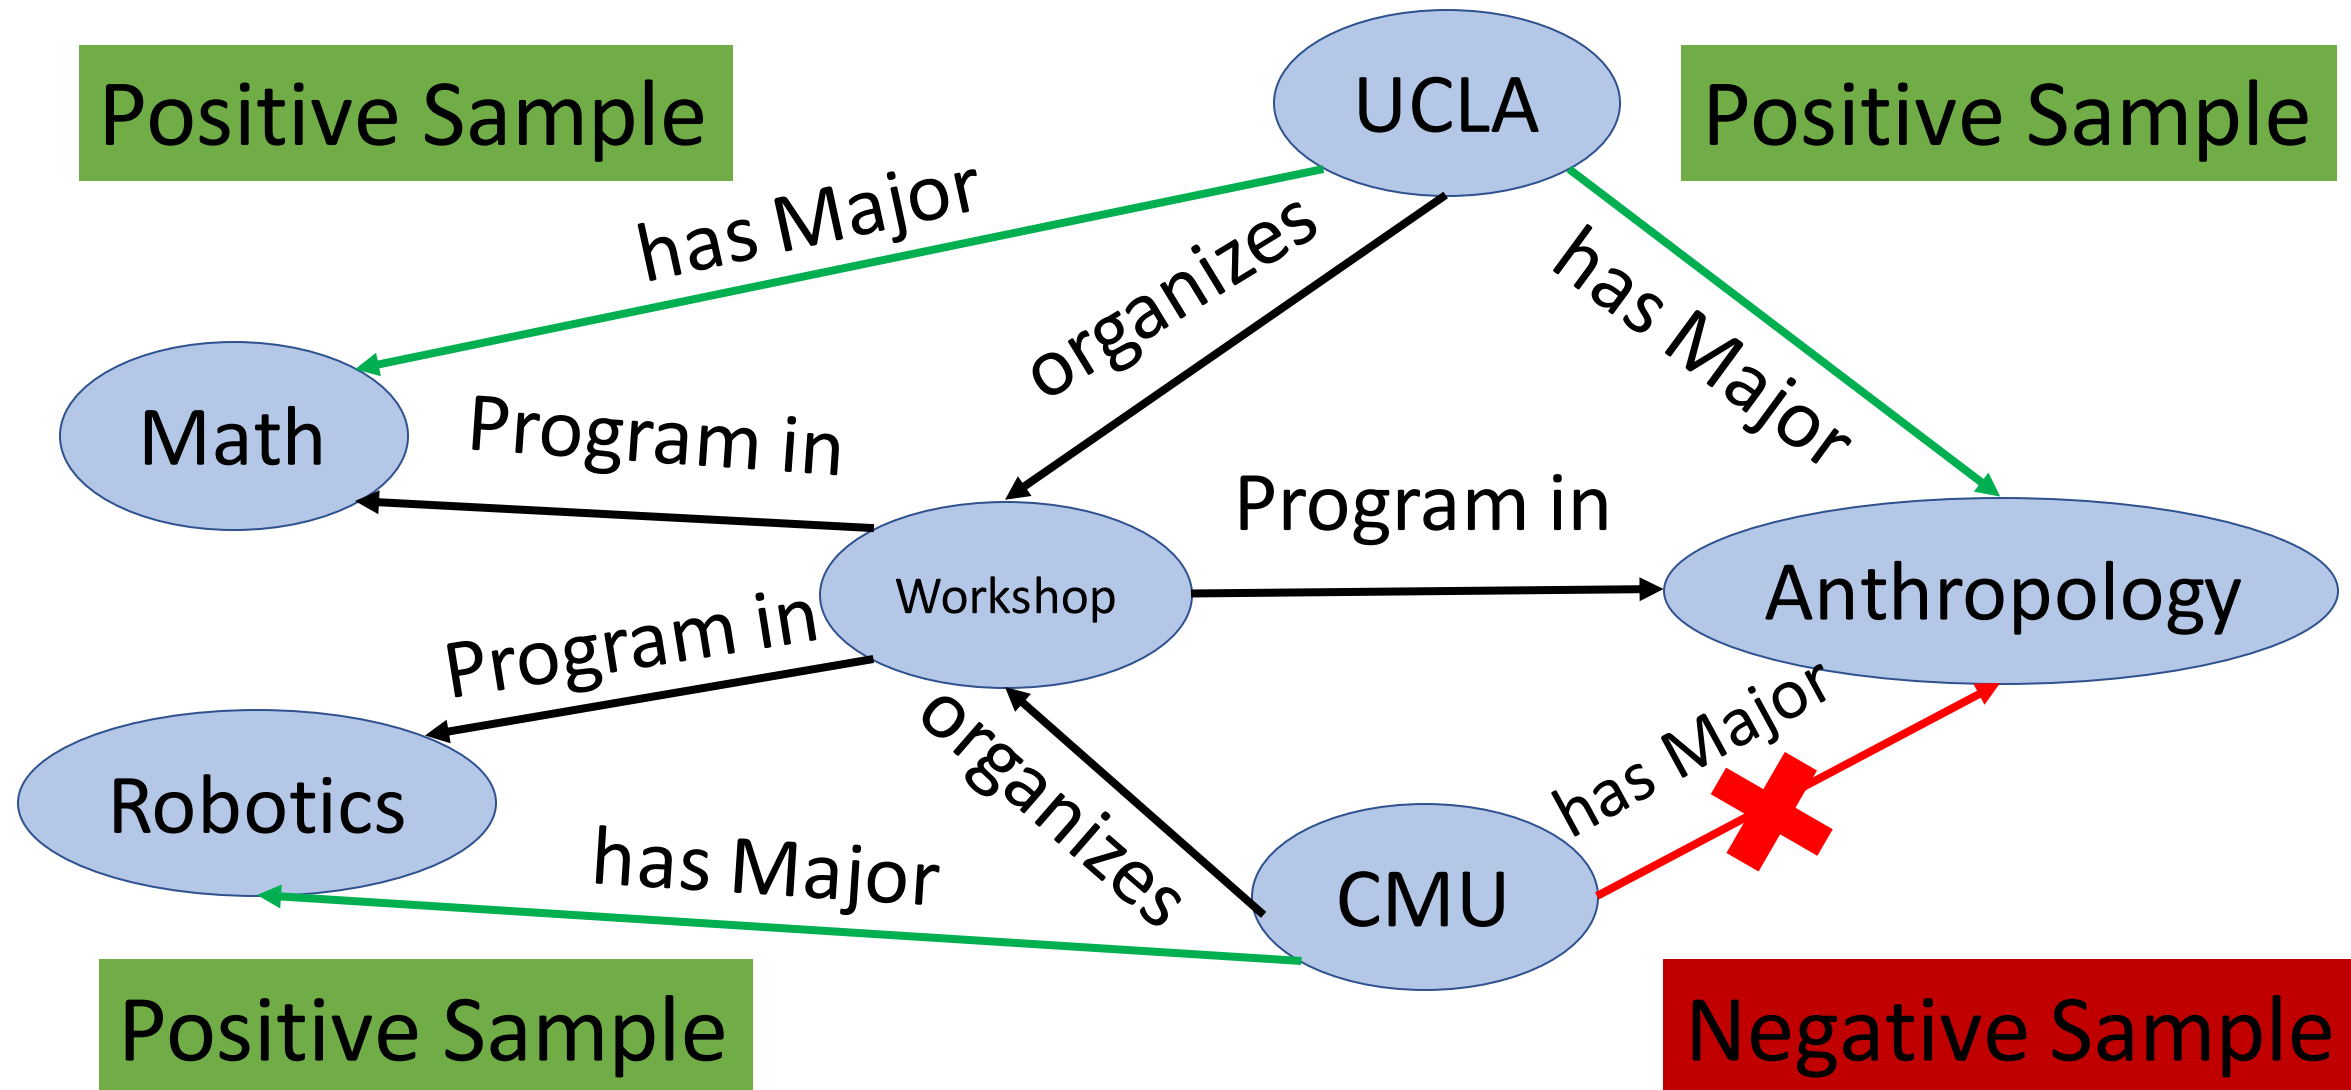 UCLA
Positive Sample
Positive Sample
has Major
organizes
has Major
Math
Program in
Program in
Workshop
Anthropology
Program in
organizes
has Major
Robotics
has Major
CMU
Positive Sample
Negative Sample